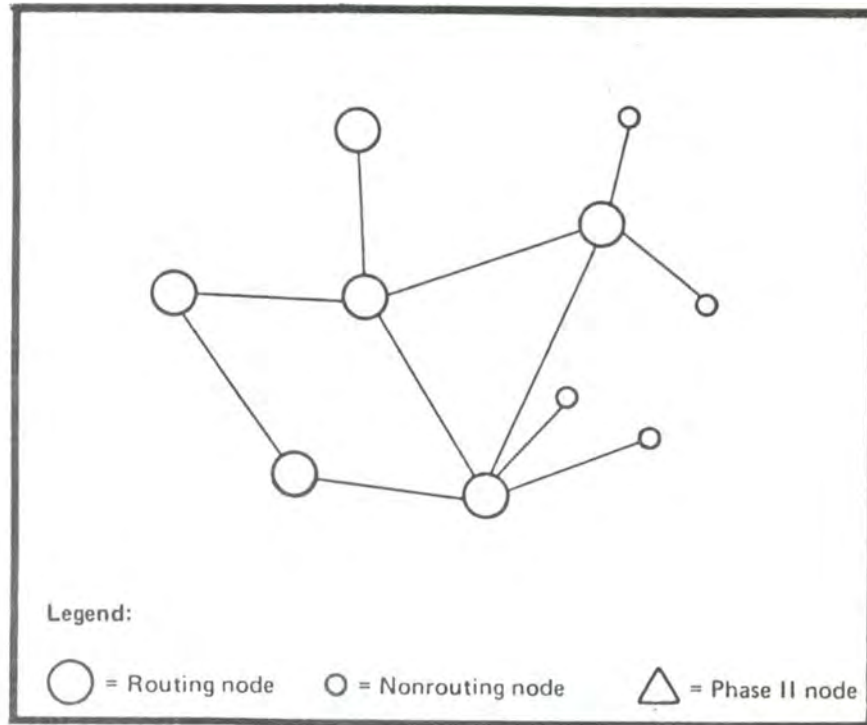 Legend:
= Routing node = Nonrouting node = Phase II node